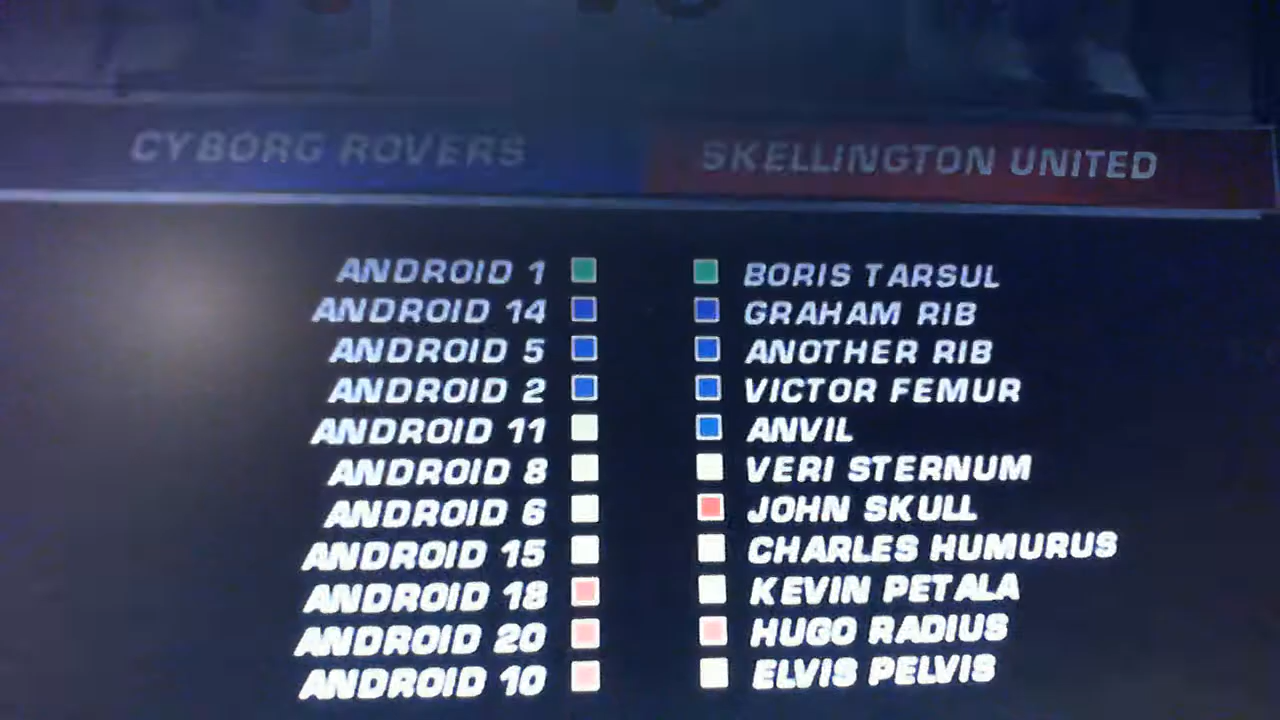 CYBORG ROVERS
SKELLINGTON UNITED
ANDROID 1 BORIS TARSUL
ANDROID 14 GRAHAM RIB
ANDROID 5 ANOTHER RIB
ANDROID 2 VICTOR FEMUR
ANDROID 11 ANVIL
ANDROID 8 VERI STERNUM
ANDROID 6 JOHN SKULL
ANDROID 15 CHARLES HUMURUS
ANDROID 18 KEVIN PETALA
ANDROID 20 HUGO RADIUS
ANDROID 10 ELVIS PELVIS